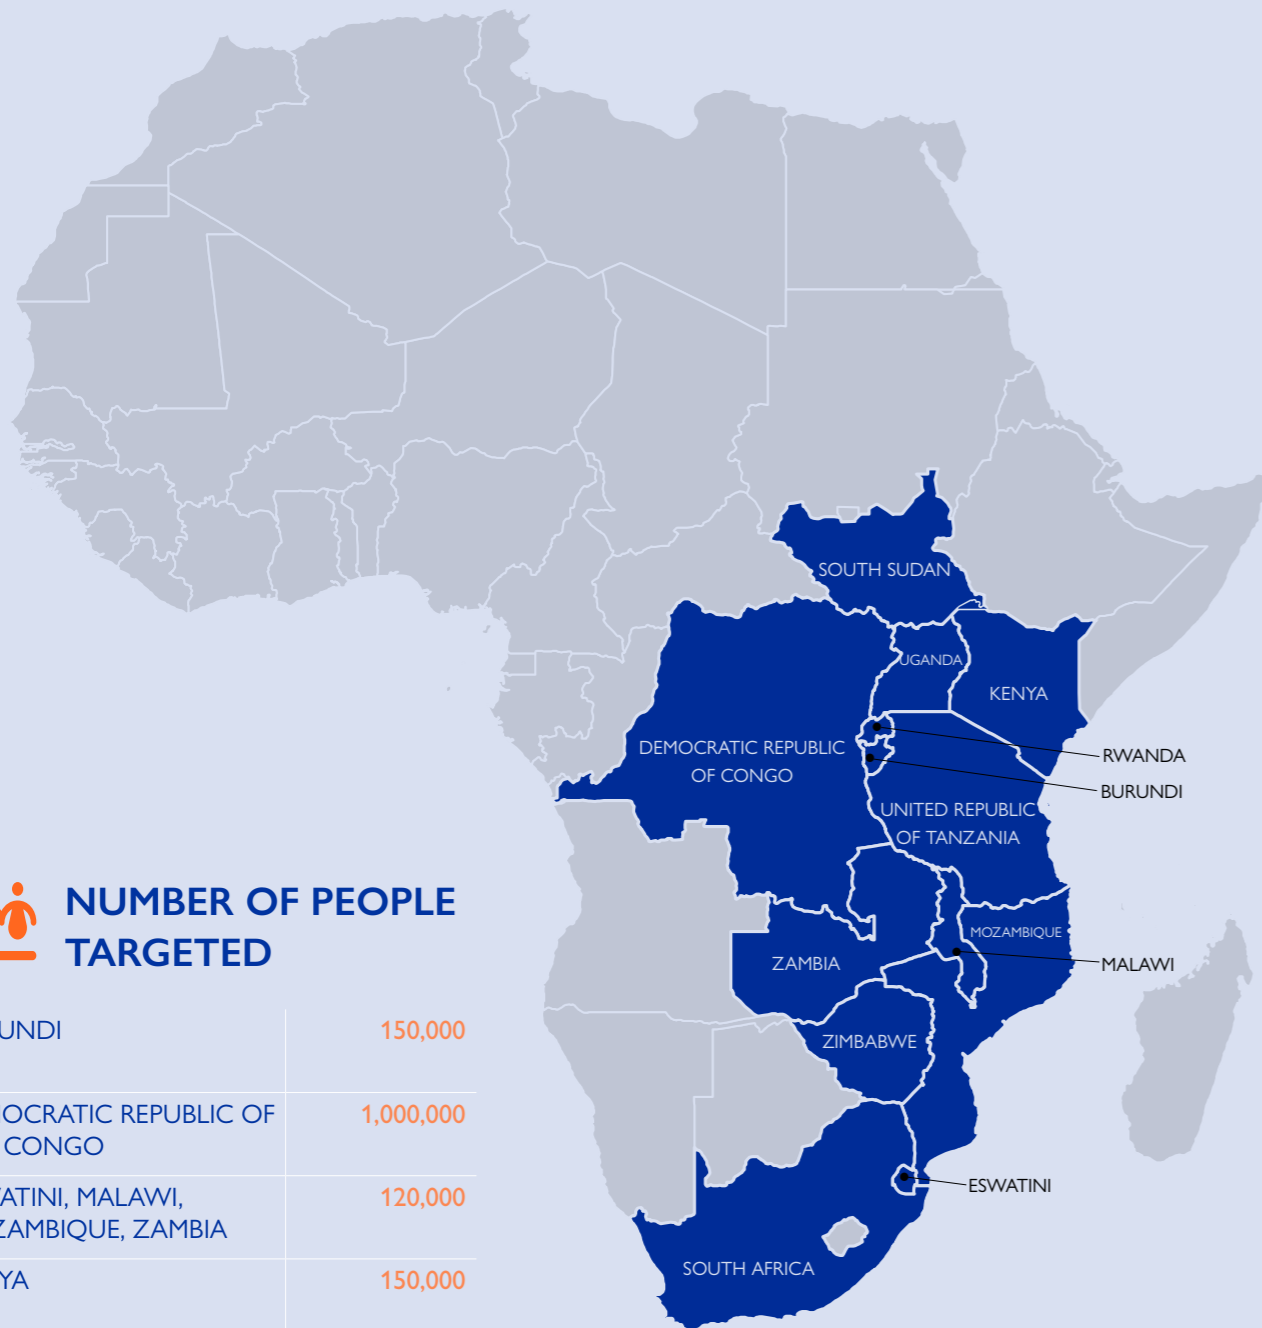 SOUTH SUDAN
UGANDA
KENYA
DEMOCRATIC REPUBLIC
OF CONGO
RWANDA
BURUNDI
UNITED REPUBLIC
OF TANZANIA
MOZAMBIQUE
MALAWI
ZAMBIA
ZIMBABWE
ESWATINI
SOUTH AFRICA
NUMBER OF PEOPLE
TARGETED
UNDI 150,000
OCRATIC REPUBLIC OF 1,000,000
CONGO
ATINI, MALAWI, 120,000
ZAMBIQUE, ZAMBIA
YA 150,000